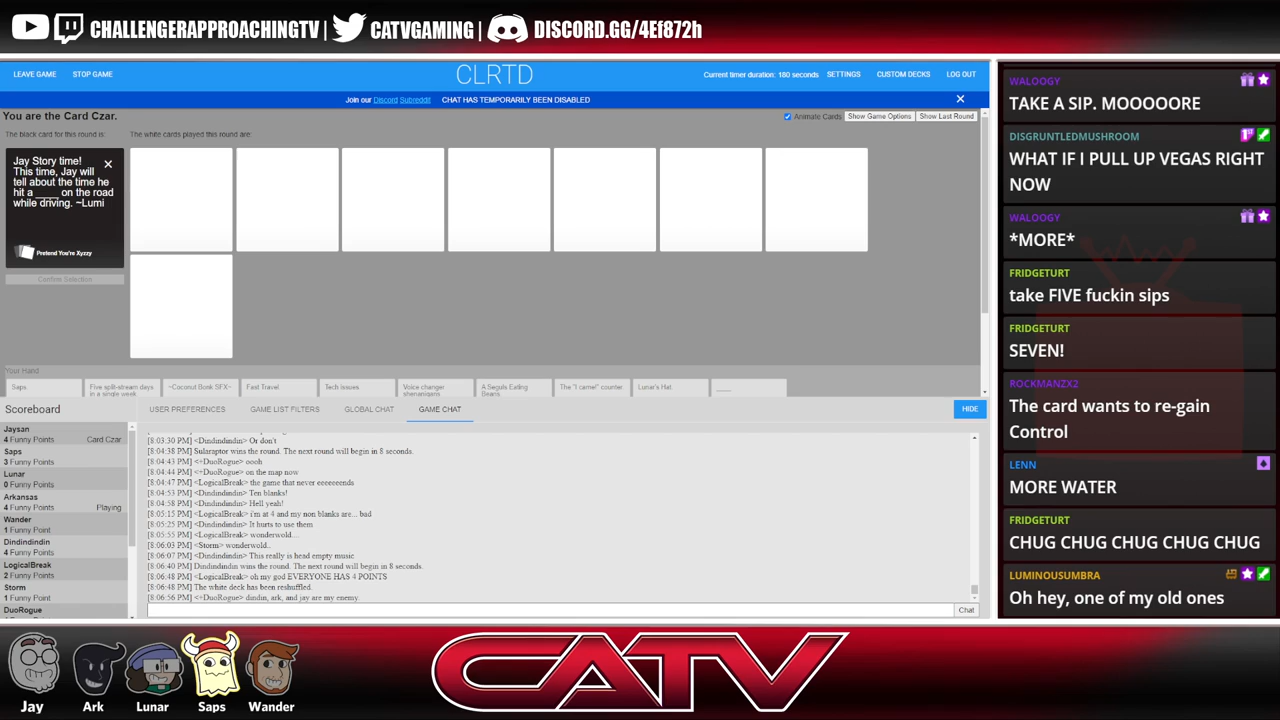 CHALLENGERAPPROACHINGTV | CATVGAMING | DISCORD.GG/4Ef872h
LEAVE GAME STOP GAME CLRTD Current timer duration: 180 seconds SETTINGS CUSTOM DECKS LOG OUT
Join our Discord Subreddit CHAT HAS TEMPORARILY BEEN DISABLED
You are the Card Czar.
Animate Cards Show Game Options Show Last Round
The black card for this round is: The white cards played this round are:
Jay Story time!
This time, Jay will
tell about the time he
hit a ____ on the road
while driving. ~Lumi
Pretend You're Xyzzy
Confirm Selection
Your Hand
Saps
Five split-stream days
in a single week
~Coconut Bonk SFX~
Fast Travel
Tech issues
Voice changer
shenanigans
A Seguls Eating
Beans
The "I carnel" counter
Lunar's Hat
____
Scoreboard
Jaysan
4 Funny Points Card Czar
Saps
3 Funny Points
Lunar
0 Funny Points
Arkansas
4 Funny Points Playing
Wander
1 Funny Point
Dindindindin
4 Funny Points
LogicalBreak
2 Funny Points
Storm
1 Funny Point
DuoRogue
USER PREFERENCES GAME LIST FILTERS GLOBAL CHAT GAME CHAT HIDE
[8:03:30 PM] <Dindindindin> Or don't
[8:04:38 PM] Sularaptor wins the round. The next round will begin in 8 seconds.
[8:04:43 PM] <+DuoRogue> oooh
[8:04:44 PM] <+DuoRogue> on the map now
[8:04:47 PM] <LogicalBreak> the game that never eeeeeeends
[8:04:53 PM] <Dindindindin> Ten blanks!
[8:04:58 PM] <Dindindindin> Hell yeah!
[8:05:15 PM] <LogicalBreak> i'm at 4 and my non blanks are... bad
[8:05:25 PM] <Dindindindin> It hurts to use them
[8:05:55 PM] <LogicalBreak> wonderwold...
[8:06:03 PM] <Storm> wonderwold..
[8:06:07 PM] <Dindindindin> This really is head empty music
[8:06:40 PM] Dindindindin wins the round. The next round will begin in 8 seconds.
[8:06:48 PM] <LogicalBreak> oh my god EVERYONE HAS 4 POINTS
[8:06:48 PM] The white deck has been reshuffled.
[8:06:56 PM] <+DuoRogue> dindin, ark, and jay are my enemy.
Chat
WALOOGY
TAKE A SIP. MOOOOORE
DISGRUNTLEDMUSHROOM
WHAT IF I PULL UP VEGAS RIGHT
NOW
WALOOGY
*MORE*
FRIDGETURT
take FIVE fuckin sips
FRIDGETURT
SEVEN!
ROCKMANZX2
The card wants to re-gain
Control
LENN
MORE WATER
FRIDGETURT
CHUG CHUG CHUG CHUG CHUG
LUMINOUSUMBRA
Oh hey, one of my old ones
Jay Ark Lunar Saps Wander
CATV